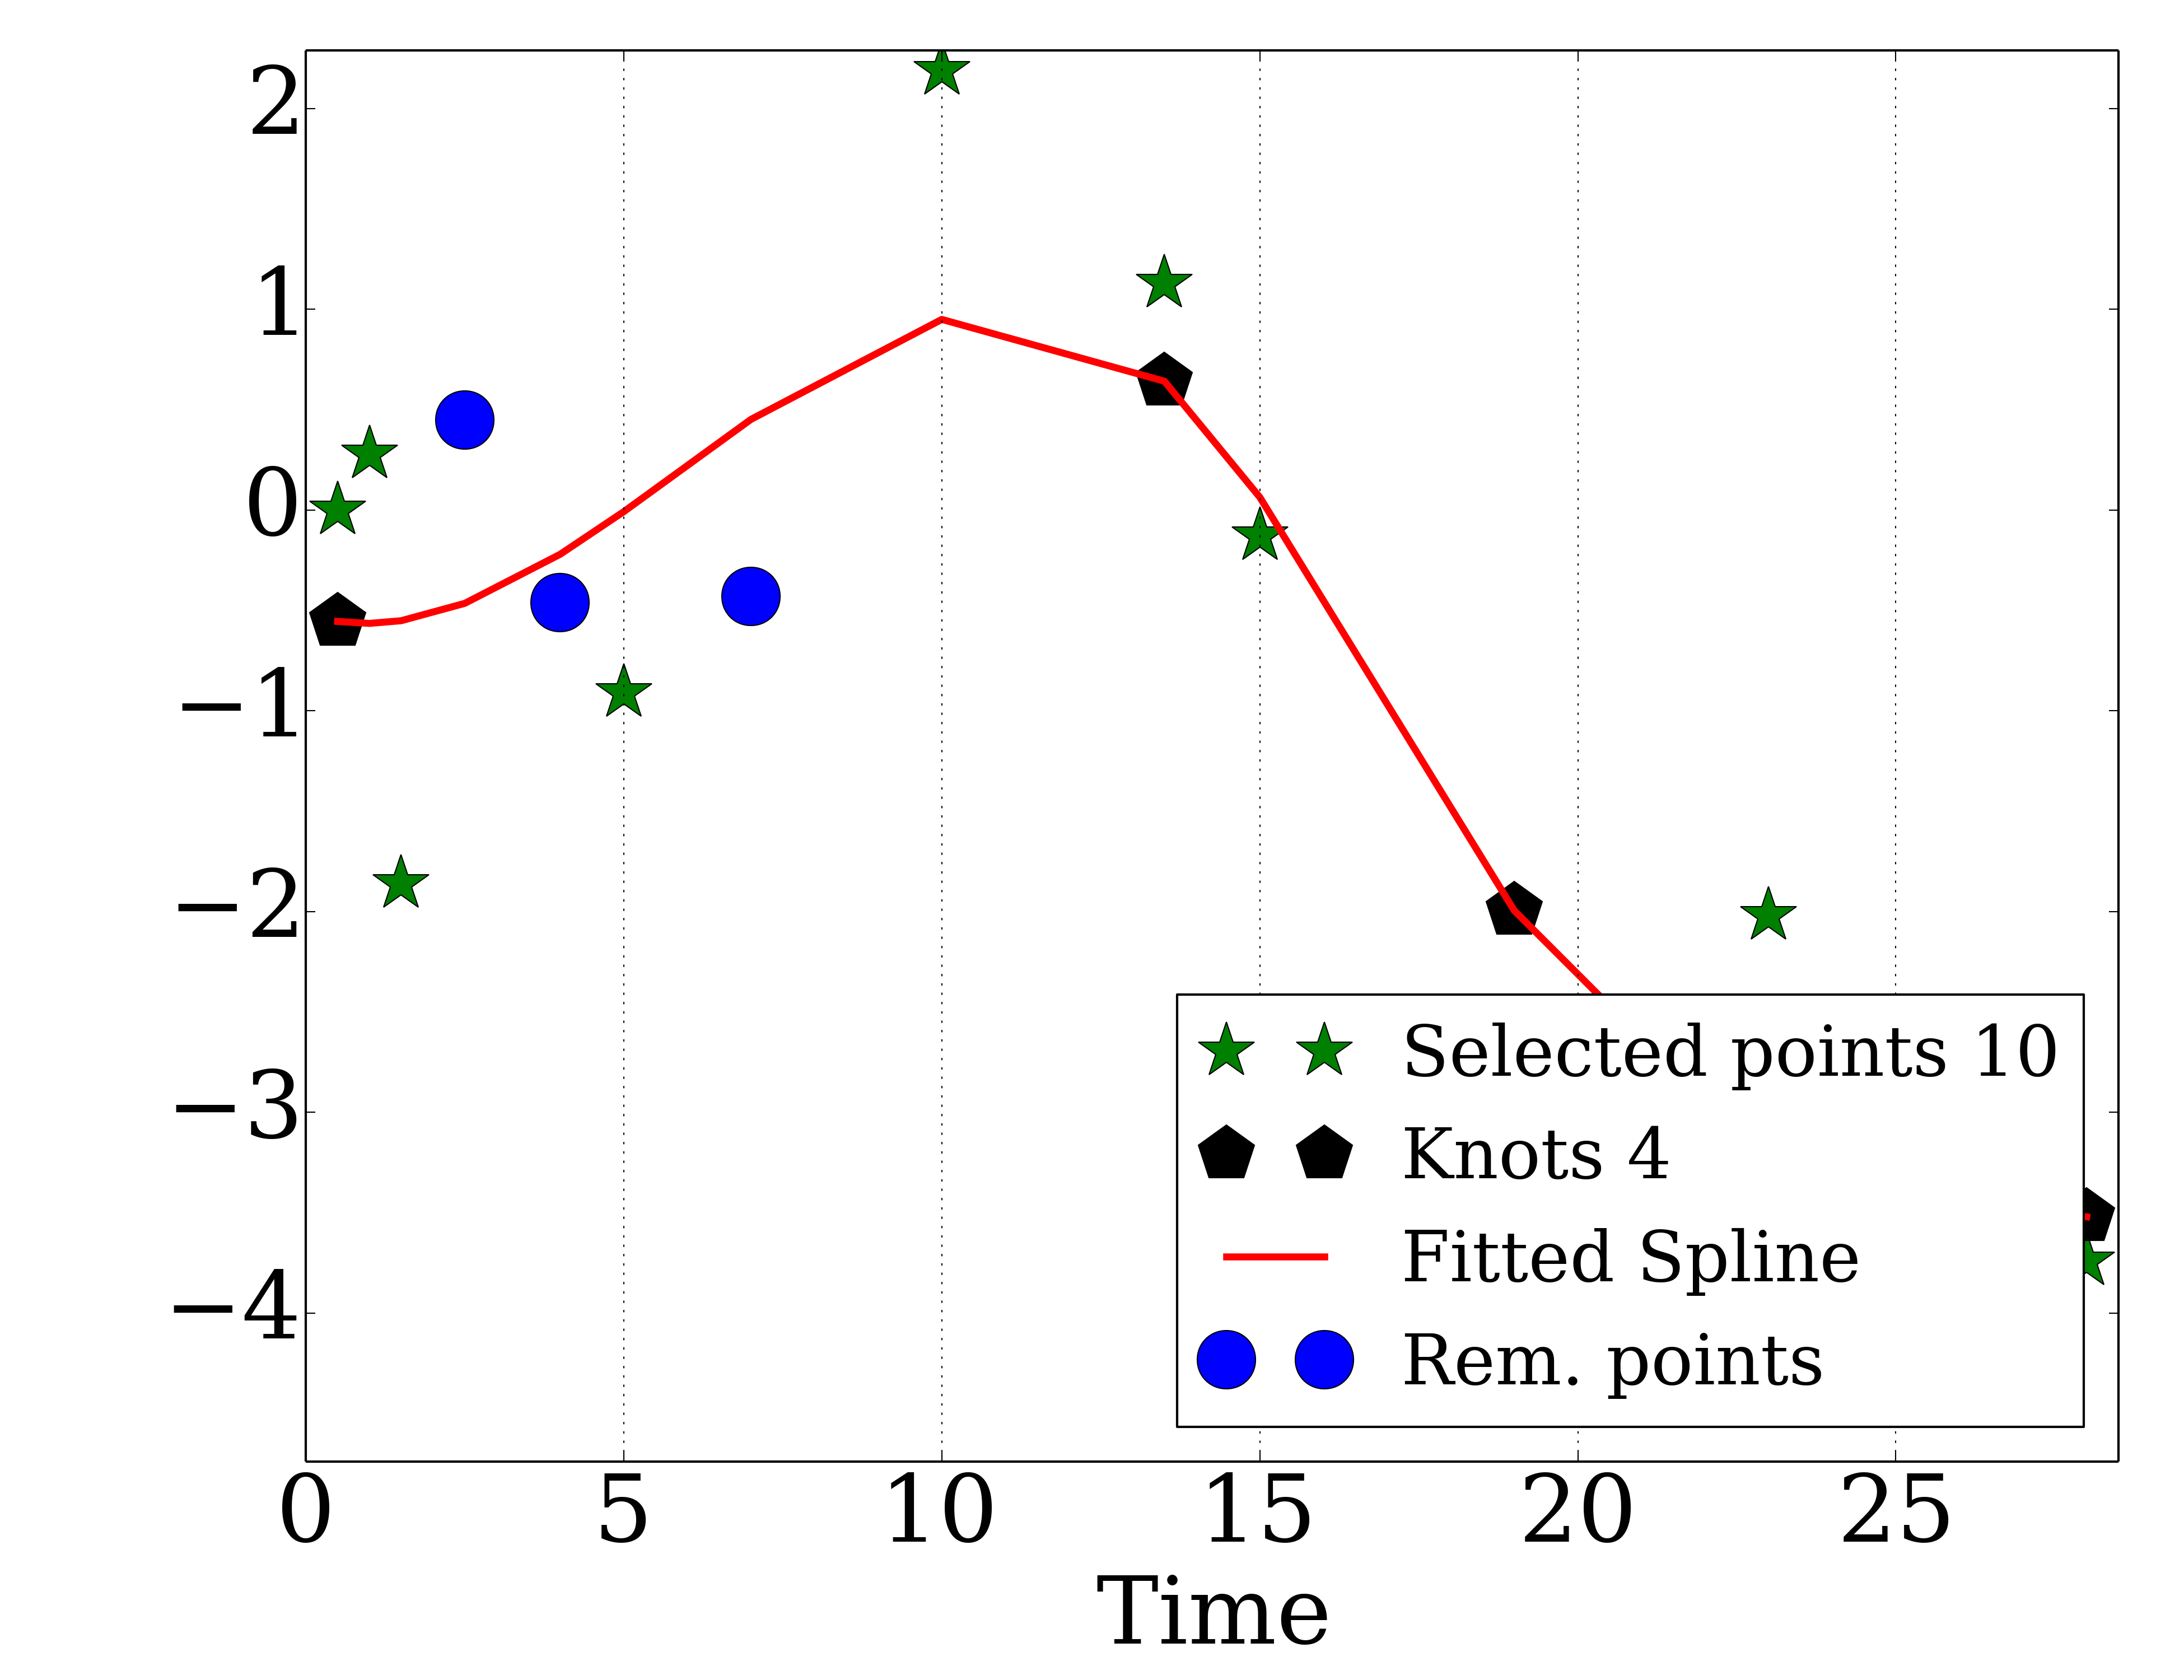 2
1
0
−1
−2
−3
−4
0 5 10 15 20 25
Time
Selected points 10
Knots 4
Fitted Spline
Rem. points